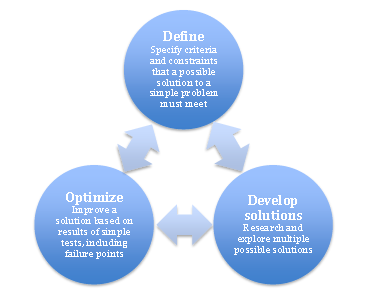 Define
Specify criteria
and constraints
that a possible
solution to a
simple problem
must meet
Optimize
Improve a
solution based on
results of simple
tests, including
failure points
Develop
solutions
Research and
explore multiple
possible solutions